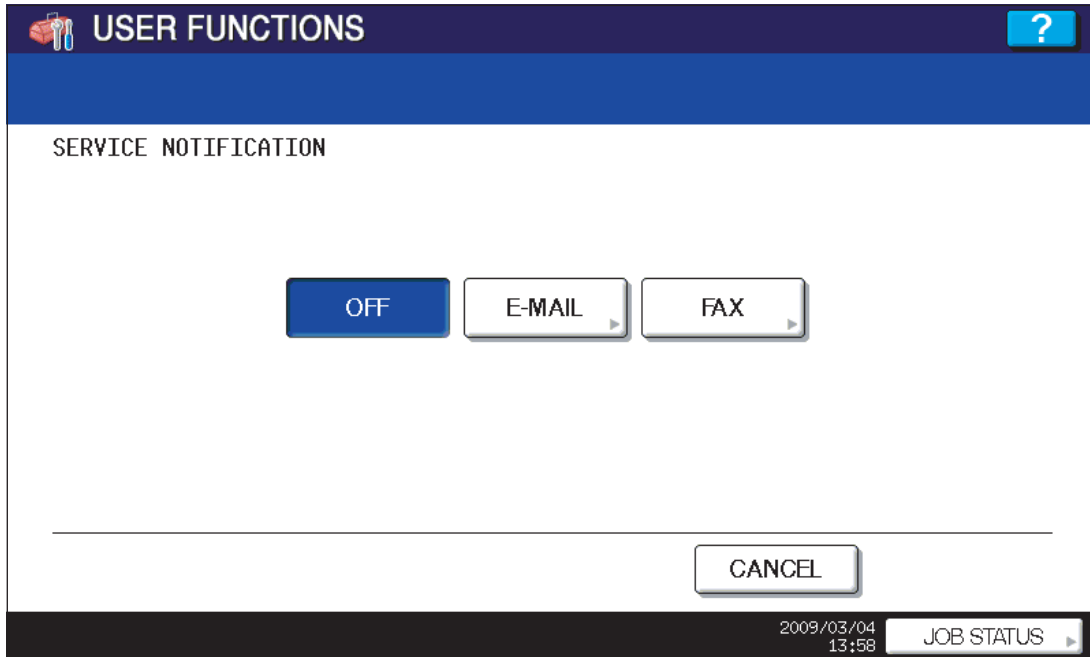 USER FUNCTIONS
?
SERVICE NOTIFICATION
OFF
E-MAIL
FAX
CANCEL
2009/03/04
13:58
JOB STATUS